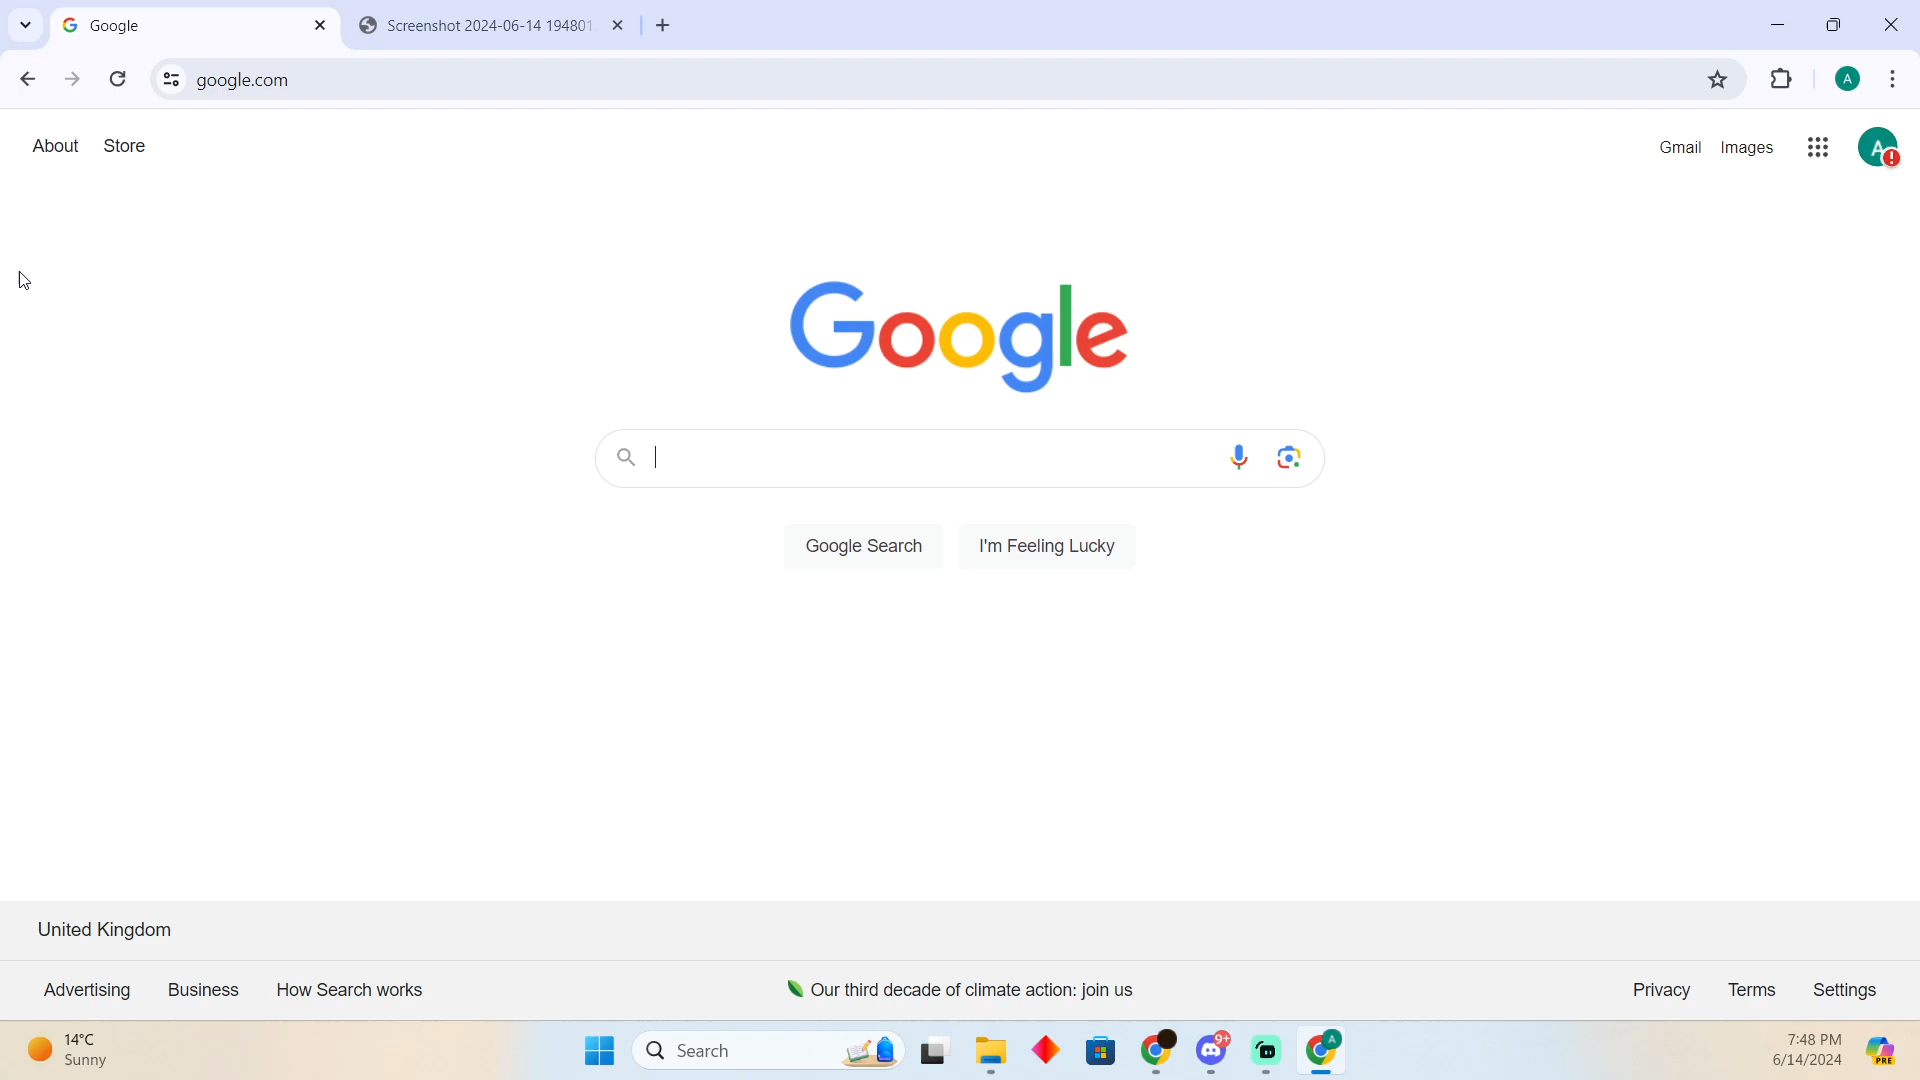 Google
Screenshot 2024-06-14 194801
google.com
A
About Store
Gmail Images
A
Google
Google Search I'm Feeling Lucky
United Kingdom
Advertising Business How Search works
Our third decade of climate action: join us
Privacy Terms Settings
14°C
Sunny
Search
9+
A
7:48 PM
6/14/2024
PRE